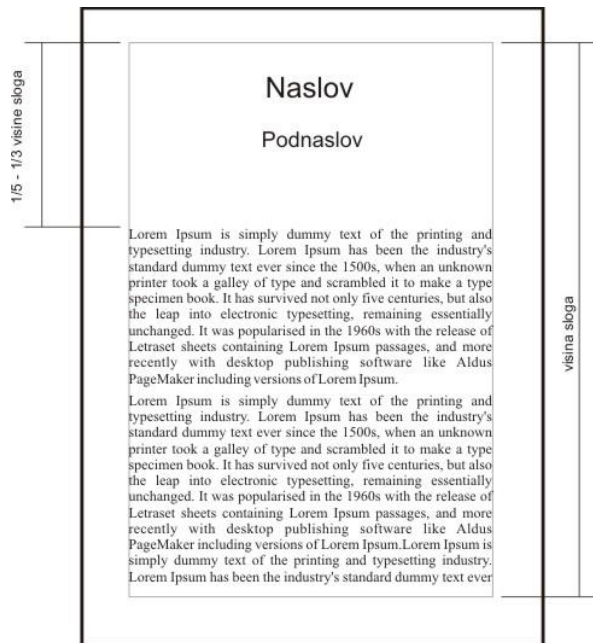 1/5 - 1/3 visine sloga
Naslov
Podnaslov
Lorem Ipsum is simply dummy text of the printing and
typesetting industry. Lorem Ipsum has been the industry's
standard dummy text ever since the 1500s, when an unknown
printer took a galley of type and scrambled it to make a type
specimen book. It has survived not only five centuries, but also
the leap into electronic typesetting, remaining essentially
unchanged. It was popularised in the 1960s with the release of
Letraset sheets containing Lorem Ipsum passages, and more
recently with desktop publishing software like Aldus
PageMaker including versions of Lorem Ipsum.
Lorem Ipsum is simply dummy text of the printing and
typesetting industry. Lorem Ipsum has been the industry's
standard dummy text ever since the 1500s, when an unknown
printer took a galley of type and scrambled it to make a type
specimen book. It has survived not only five centuries, but also
the leap into electronic typesetting, remaining essentially
unchanged. It was popularised in the 1960s with the release of
Letraset sheets containing Lorem Ipsum passages, and more
recently with desktop publishing software like Aldus
PageMaker including versions of Lorem Ipsum.Lorem Ipsum is
simply dummy text of the printing and typesetting industry.
Lorem Ipsum has been the industry's standard dummy text ever
visina sloga